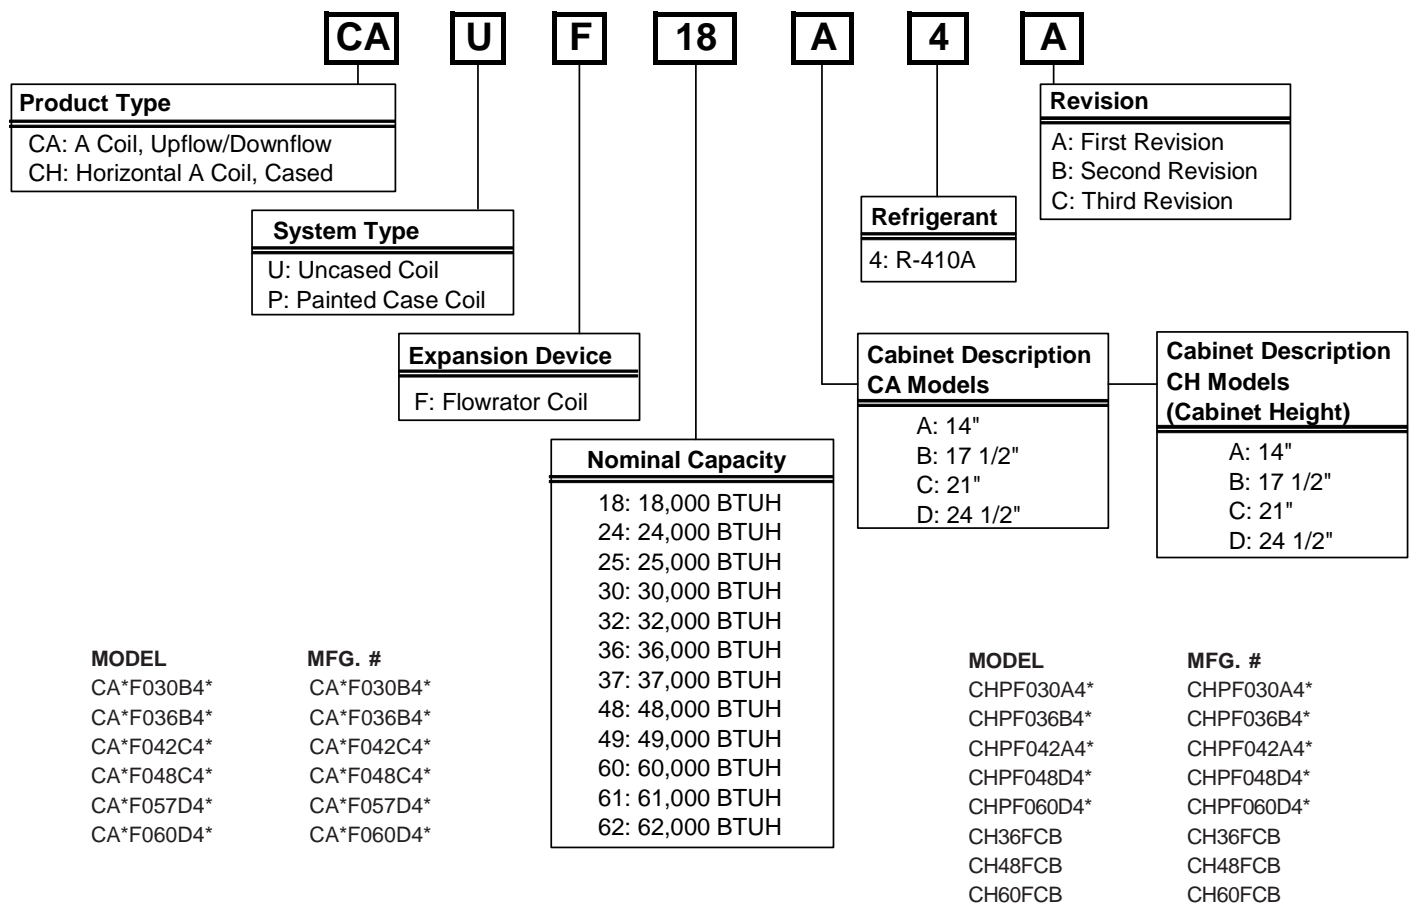 CA U F 18 A 4 A
Product Type
CA: A Coil, Upflow/Downflow
CH: Horizontal A Coil, Cased
System Type
U: Uncased Coil
P: Painted Case Coil
Expansion Device
F: Flowrator Coil
Nominal Capacity
18: 18,000 BTUH
24: 24,000 BTUH
25: 25,000 BTUH
30: 30,000 BTUH
32: 32,000 BTUH
36: 36,000 BTUH
37: 37,000 BTUH
48: 48,000 BTUH
49: 49,000 BTUH
60: 60,000 BTUH
61: 61,000 BTUH
62: 62,000 BTUH
Cabinet Description
CA Models
A: 14"
B: 17 1/2"
C: 21"
D: 24 1/2"
Cabinet Description
CH Models
(Cabinet Height)
A: 14"
B: 17 1/2"
C: 21"
D: 24 1/2"
Refrigerant
4: R-410A
Revision
A: First Revision
B: Second Revision
C: Third Revision
MODEL MFG. #
CA*F030B4* CA*F030B4*
CA*F036B4* CA*F036B4*
CA*F042C4* CA*F042C4*
CA*F048C4* CA*F048C4*
CA*F057D4* CA*F057D4*
CA*F060D4* CA*F060D4*
MODEL MFG. #
CHPF030A4* CHPF030A4*
CHPF036B4* CHPF036B4*
CHPF042A4* CHPF042A4*
CHPF048D4* CHPF048D4*
CHPF060D4* CHPF060D4*
CH36FCB CH36FCB
CH48FCB CH48FCB
CH60FCB CH60FCB